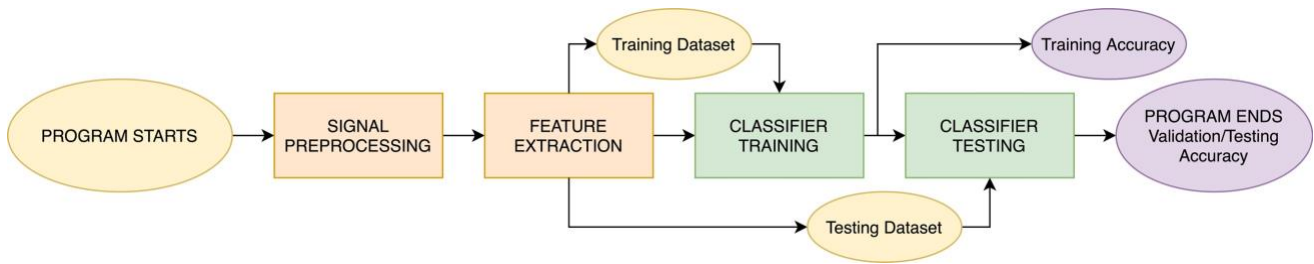 Training Dataset
Training Accuracy
PROGRAM STARTS
SIGNAL
PREPROCESSING
FEATURE
EXTRACTION
CLASSIFIER
TRAINING
CLASSIFIER
TESTING
PROGRAM ENDS
Validation/Testing
Accuracy
Testing Dataset